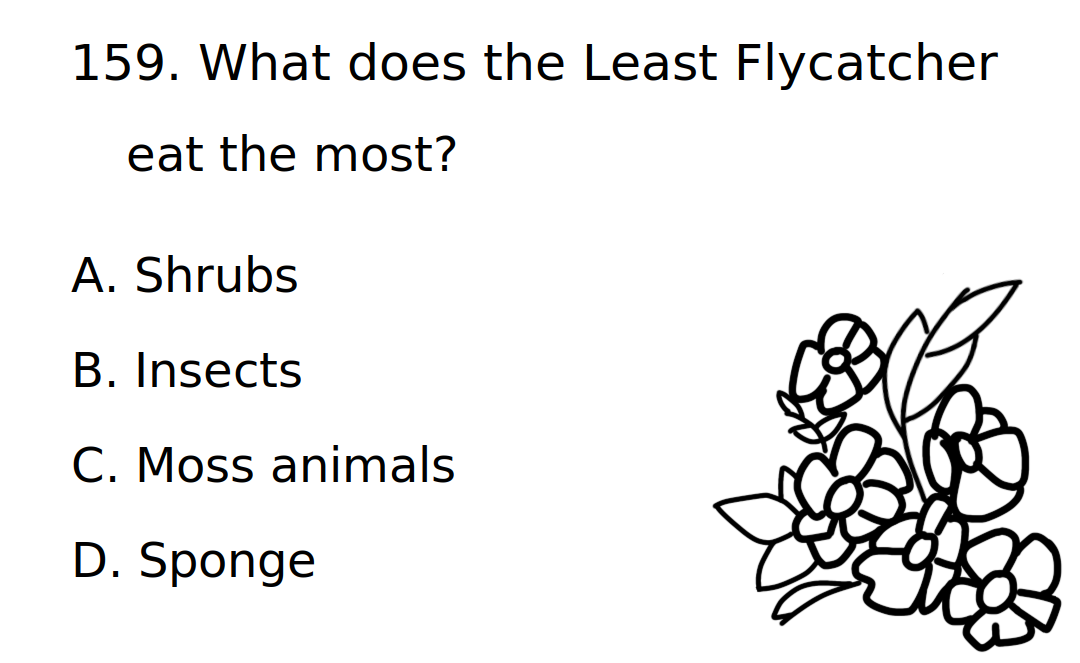 159. What does the Least Flycatcher
eat the most?
A. Shrubs
B. Insects
C. Moss animals
D. Sponge